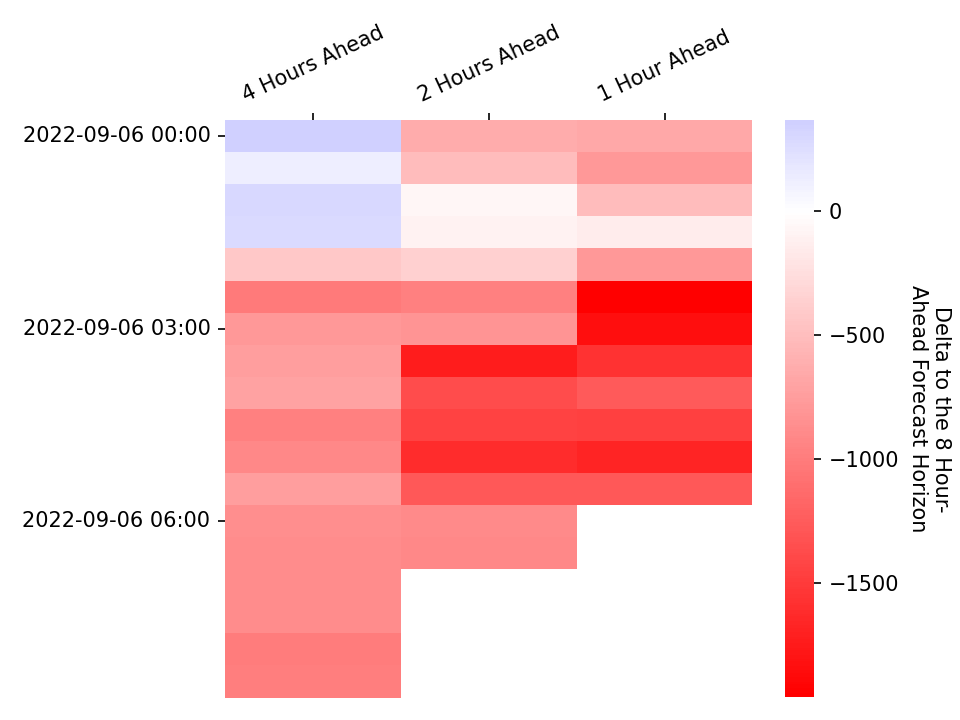 4 Hours Ahead
2 Hours Ahead
1 Hour Ahead
2022-09-06 00:00
2022-09-06 03:00
2022-09-06 06:00
0
−500
−1000
−1500
Delta to the 8 Hour-
Ahead Forecast Horizon